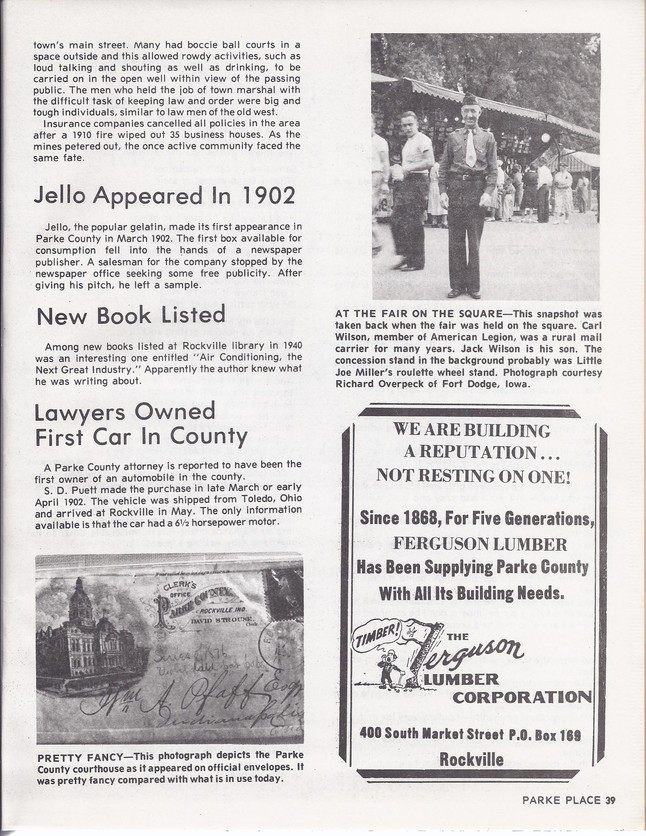 town's main street. Many had boccie ball courts in a
space outside and this allowed rowdy activities, such as
loud talking and shouting as well as drinking, to be
carried on in the open well within view of the passing
public. The men who held the job of town marshal with
the difficult task of keeping law and order were big and
tough individuals, similar to law men of the old west.
Insurance companies cancelled all policies in the area
after a 1910 fire wiped out 35 business houses. As the
mines petered out, the once active community faced the
same fate.
Jello Appeared In 1902
Jello, the popular gelatin, made its first appearance in
Parke County in March 1902. The first box available for
consumption fell into the hands of a newspaper
publisher. A salesman for the company stopped by the
newspaper office seeking some free publicity. After
giving his pitch, he left a sample.
New Book Listed
Among new books listed at Rockville library in 1940
was an interesting one entitled "Air Conditioning, the
Next Great Industry." Apparently the author knew what
he was writing about.
Lawyers Owned
First Car In County
A Parke County attorney is reported to have been the
first owner of an automobile in the county.
S. D. Puett made the purchase in late March or early
April 1902. The vehicle was shipped from Toledo, Ohio
and arrived at Rockville in May. The only information
available is that the car had a 6½ horsepower motor.
CLERK'S
OFFICE
PARKE COUNTY
ROCKVILLE, IND
DAVID STROUSE,
Wm A Pfaff Esq
Indianapolis
PRETTY FANCY—This photograph depicts the Parke
County courthouse as it appeared on official envelopes. It
was pretty fancy compared with what is in use today.
AT THE FAIR ON THE SQUARE—This snapshot was
taken back when the fair was held on the square. Carl
Wilson, member of American Legion, was a rural mail
carrier for many years. Jack Wilson is his son. The
concession stand in the background probably was Little
Joe Miller's roulette wheel stand. Photograph courtesy
Richard Overpeck of Fort Dodge, Iowa.
WE ARE BUILDING
A REPUTATION...
NOT RESTING ON ONE!
Since 1868, For Five Generations,
FERGUSON LUMBER
Has Been Supplying Parke County
With All Its Building Needs.
TIMBER!
THE
Ferguson
LUMBER
CORPORATION
400 South Market Street P.O. Box 169
Rockville
PARKE PLACE 39